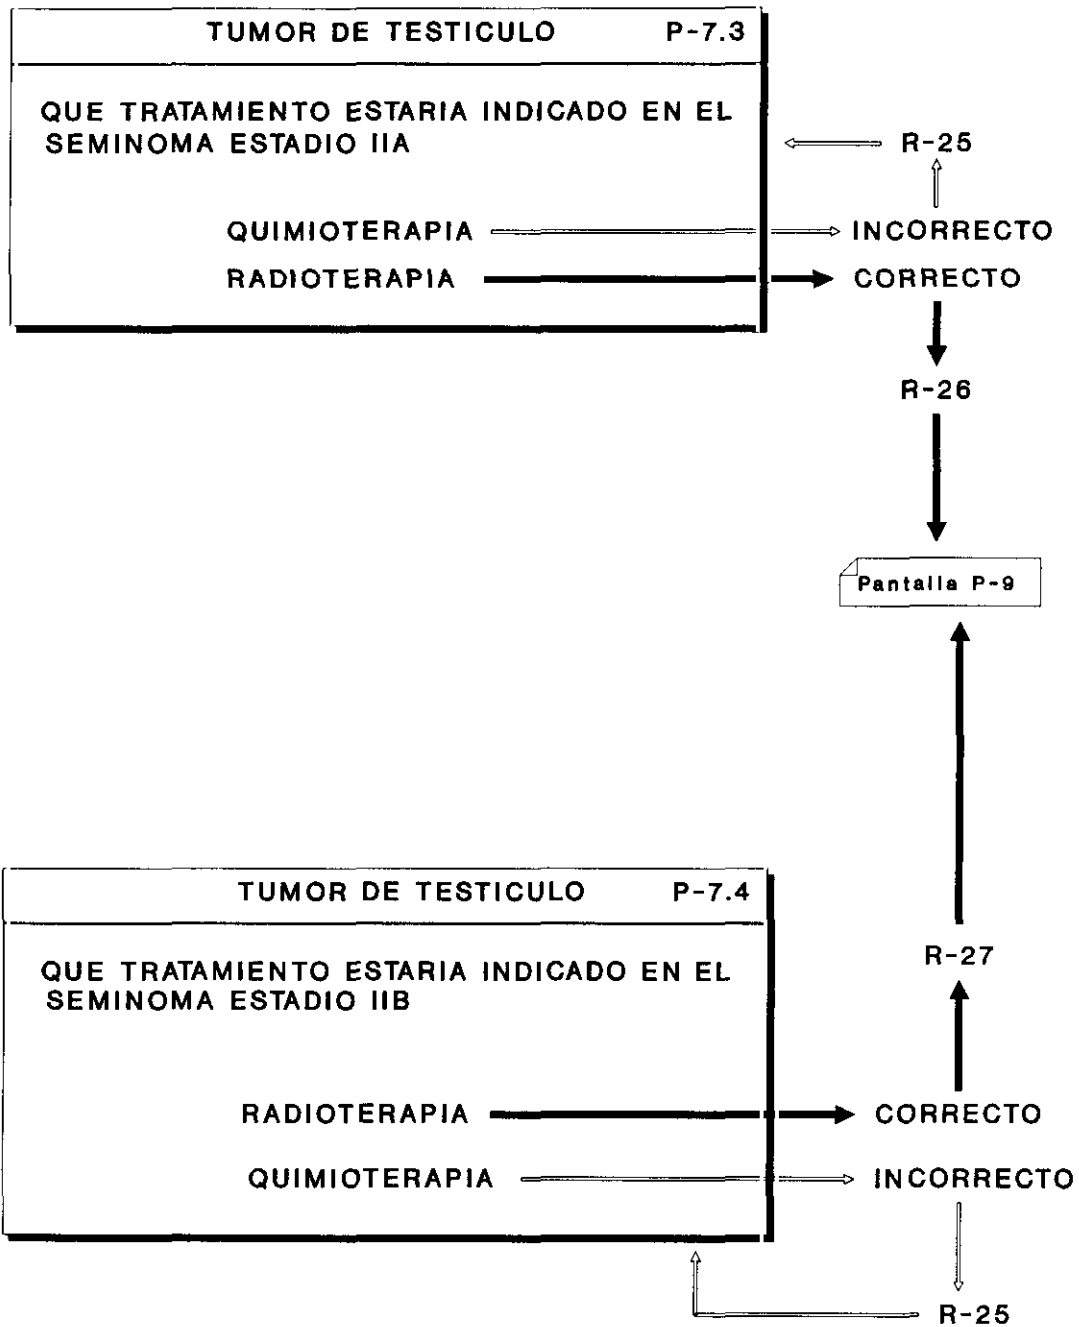 TUMOR DE TESTICULO P-7.3
QUE TRATAMIENTO ESTARIA INDICADO EN EL
SEMINOMA ESTADIO IIA
R-25
QUIMIOTERAPIA INCORRECTO
RADIOTERAPIA CORRECTO
R-26
Pantalla P-9
TUMOR DE TESTICULO P-7.4
QUE TRATAMIENTO ESTARIA INDICADO EN EL
SEMINOMA ESTADIO IIB
R-27
RADIOTERAPIA CORRECTO
QUIMIOTERAPIA INCORRECTO
R-25